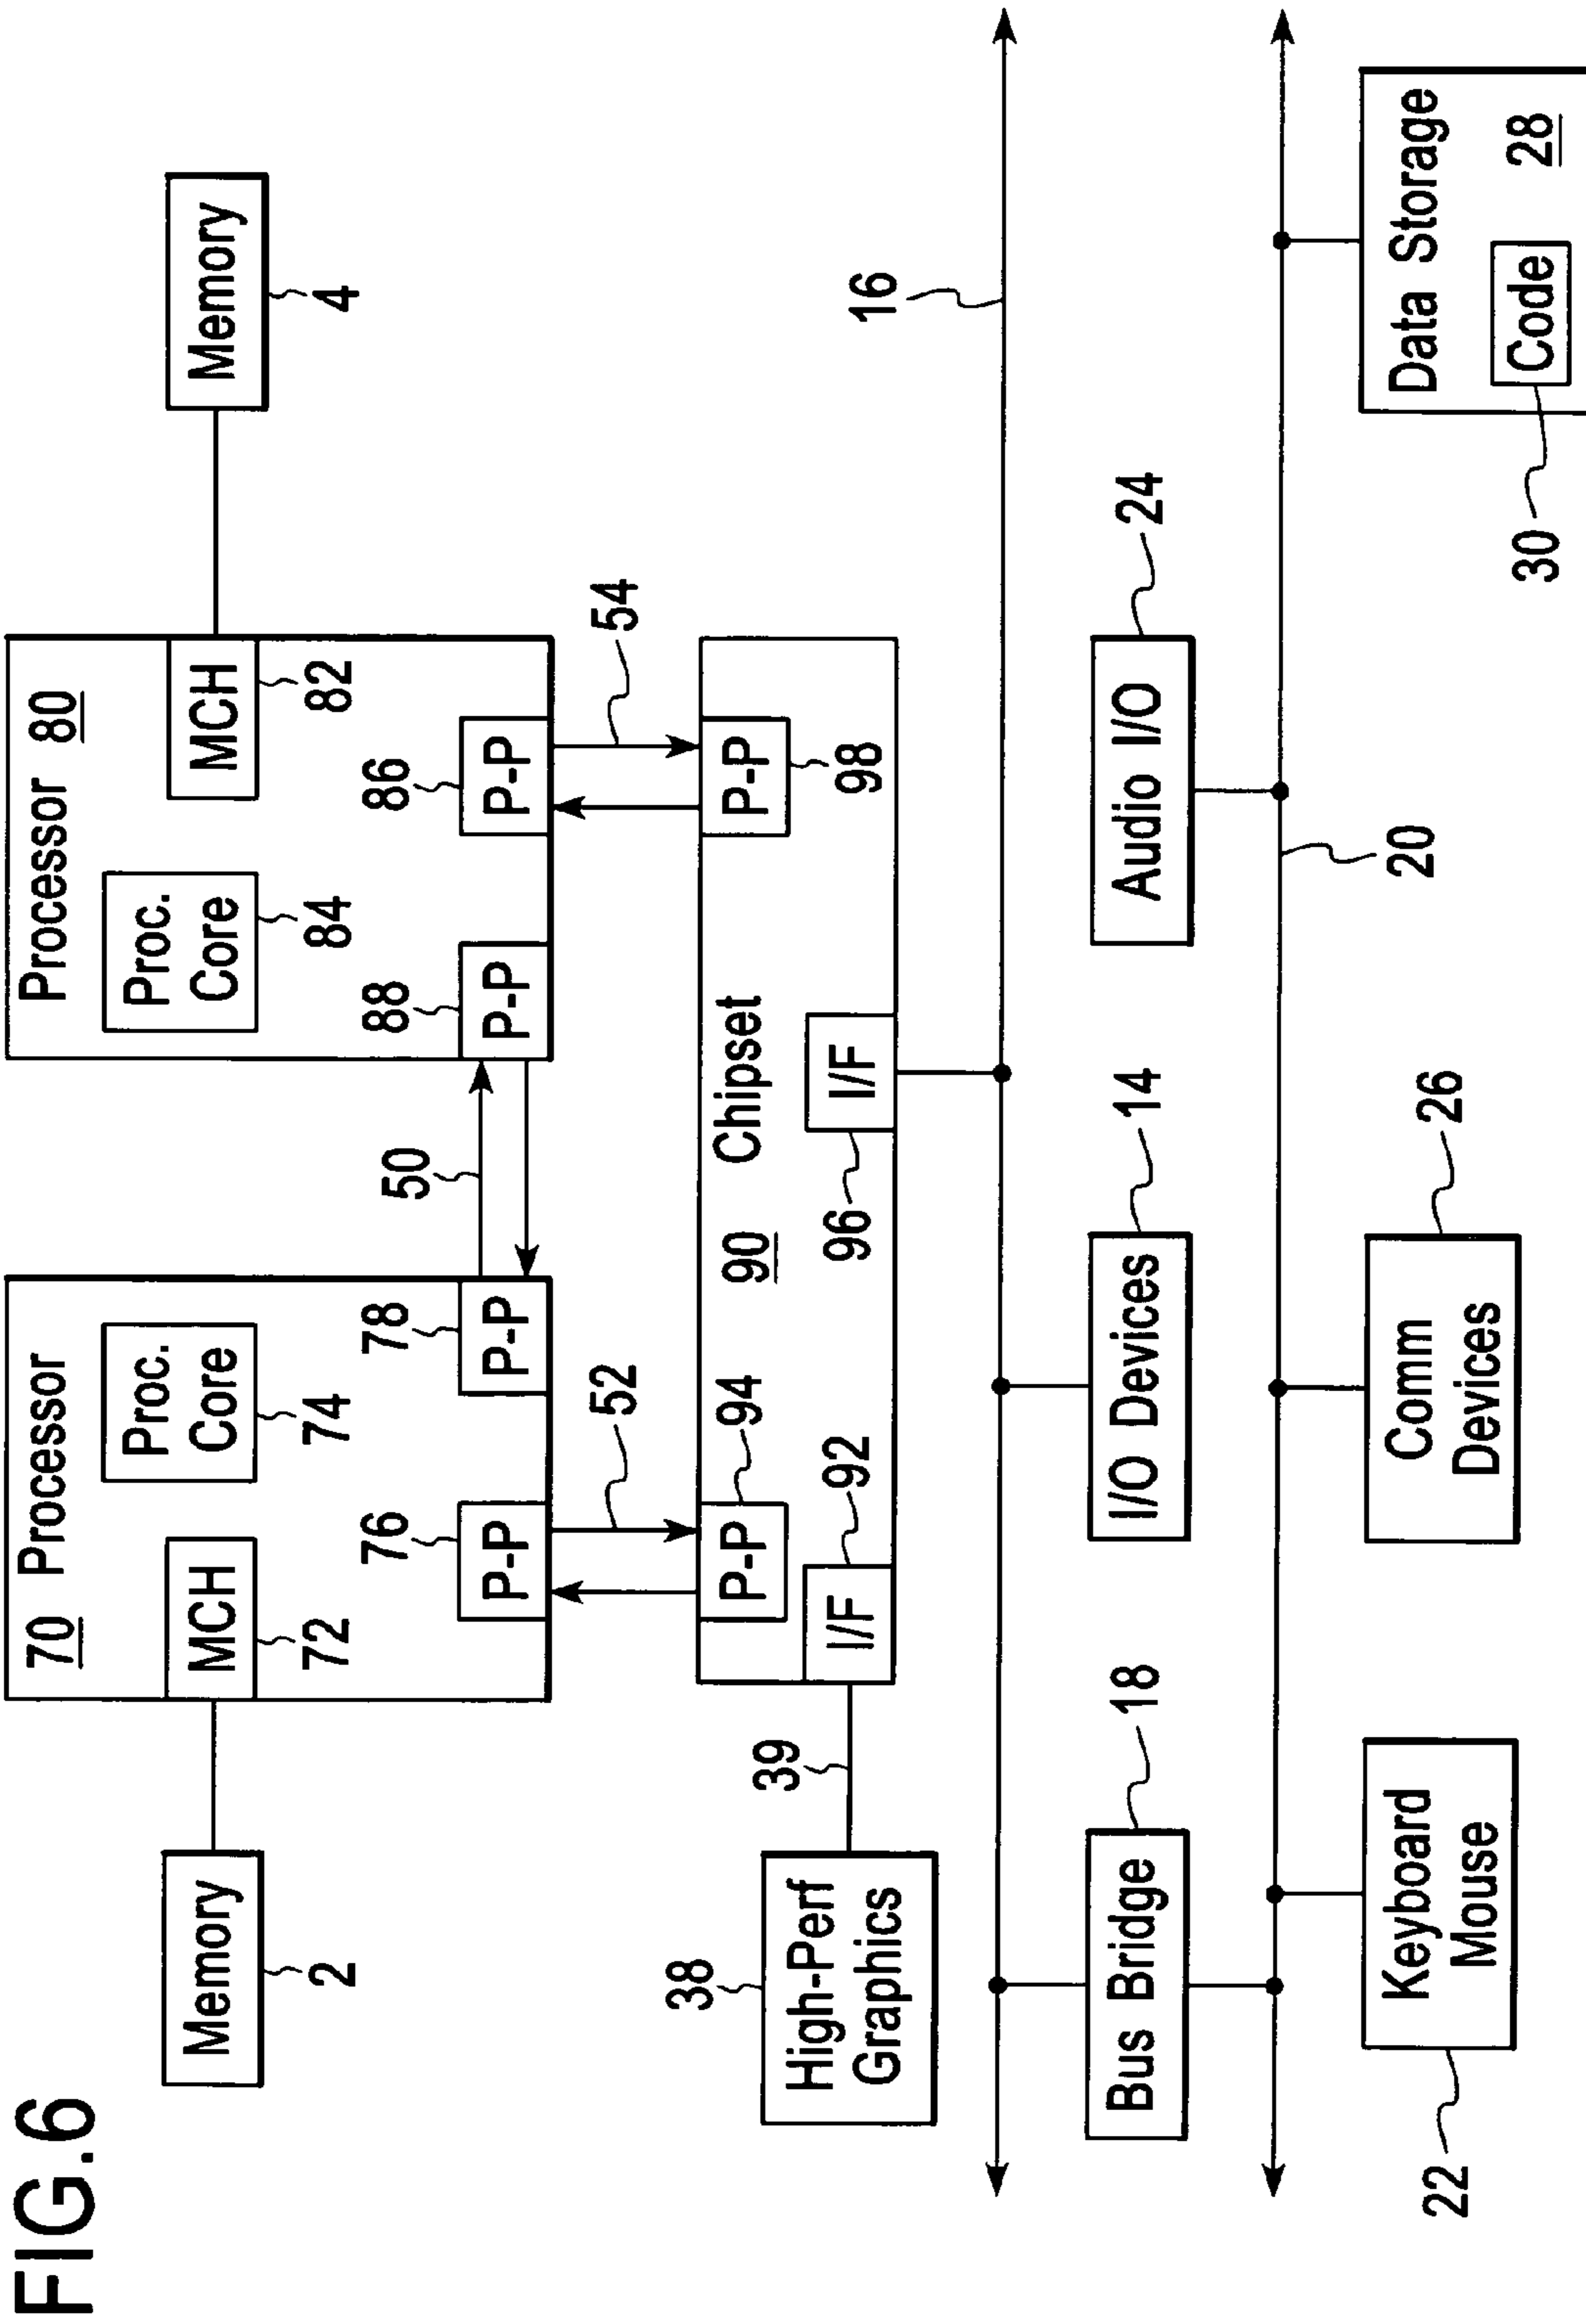 FIG.6
70 Processor
Processor 80
Memory
2
MCH
72
Proc.
Core
74
Proc.
Core
84
MCH
82
Memory
4
76
P-P
78
P-P
50
88
P-P
86
P-P
52
54
38
High-Perf
Graphics
39
P-P
94
I/F
92
90 Chipset
96
I/F
P-P
98
16
Bus Bridge
18
I/O Devices
14
Audio I/O
24
20
22
Keyboard
Mouse
Comm
Devices
26
Data Storage
30
Code
28